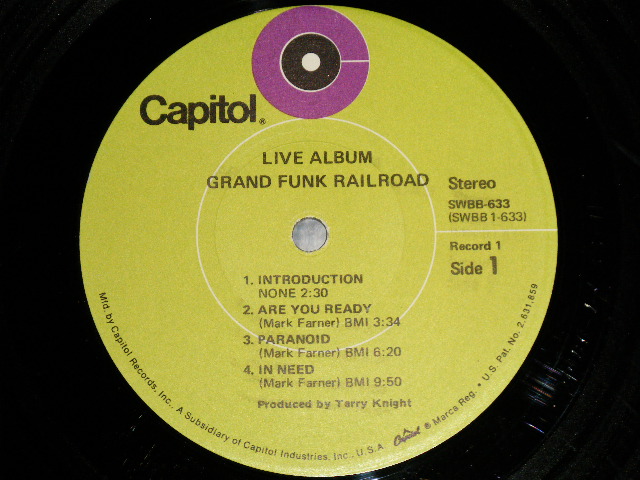 Capitol®
LIVE ALBUM
GRAND FUNK RAILROAD
Stereo
SWBB-633
(SWBB 1-633)
Record 1
Side 1
1. INTRODUCTION
NONE 2:30
2. ARE YOU READY
(Mark Farner) BMI 3:34
3. PARANOID
(Mark Farner) BMI 6:20
4. IN NEED
(Mark Farner) BMI 9:50
Produced by Terry Knight
Mfd. by Capitol Records, Inc., A Subsidiary of Capitol Industries, Inc., U.S.A. Capitol ® Marca Reg. • U.S. Pat. No. 2,631,859